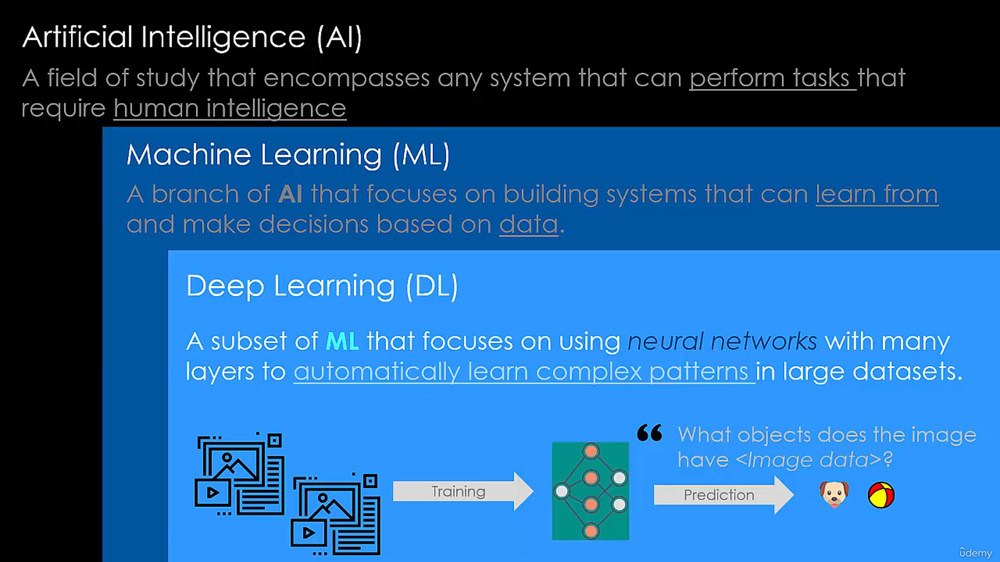 Artificial Intelligence (AI)
A field of study that encompasses any system that can perform tasks that
require human intelligence
Machine Learning (ML)
A branch of AI that focuses on building systems that can learn from
and make decisions based on data.
Deep Learning (DL)
A subset of ML that focuses on using neural networks with many
layers to automatically learn complex patterns in large datasets.
“ What objects does the image
have <Image data>?
Training
Prediction
ûdemy